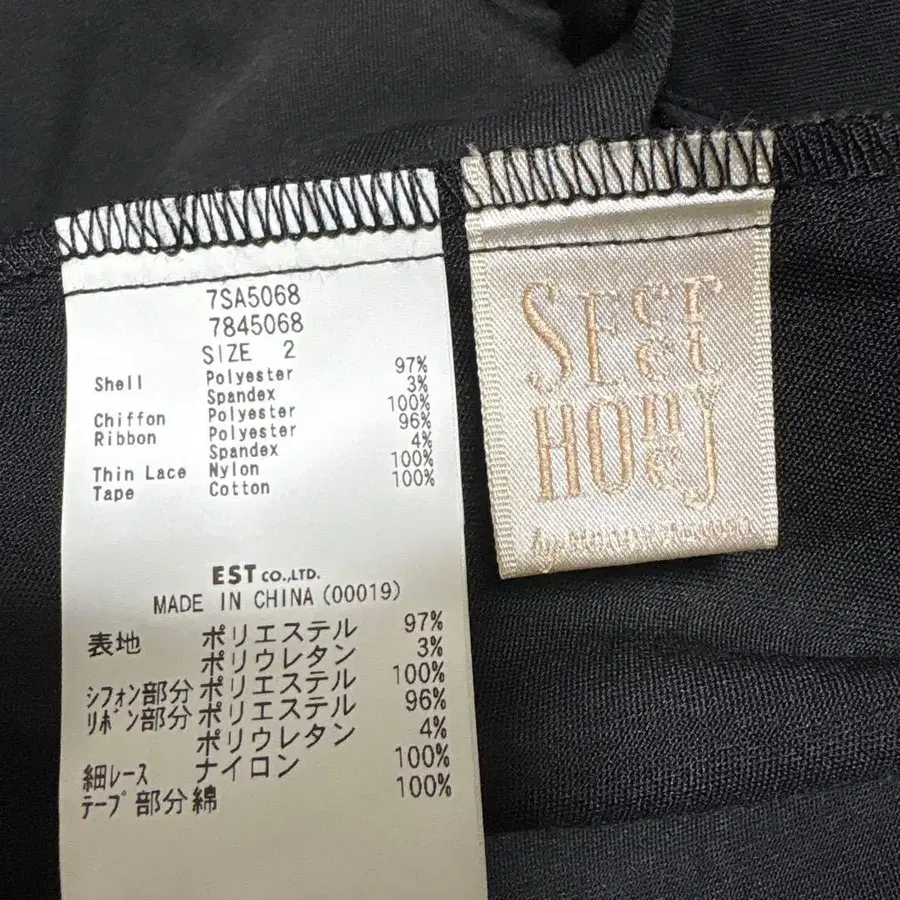 7SA5068
7845068
SIZE 2
Shell Polyester 97%
Spandex 3%
Chiffon Polyester 100%
Ribbon Polyester 96%
Spandex 4%
Thin Lace Nylon 100%
Tape Cotton 100%
EST CO.,LTD.
MADE IN CHINA (00019)
表地 ポリエステル 97%
ポリウレタン 3%
シフォン部分 ポリエステル 100%
リボン部分 ポリエステル 96%
ポリウレタン 4%
細レース ナイロン 100%
テープ部分 綿 100%
SECRET
HONEY
by